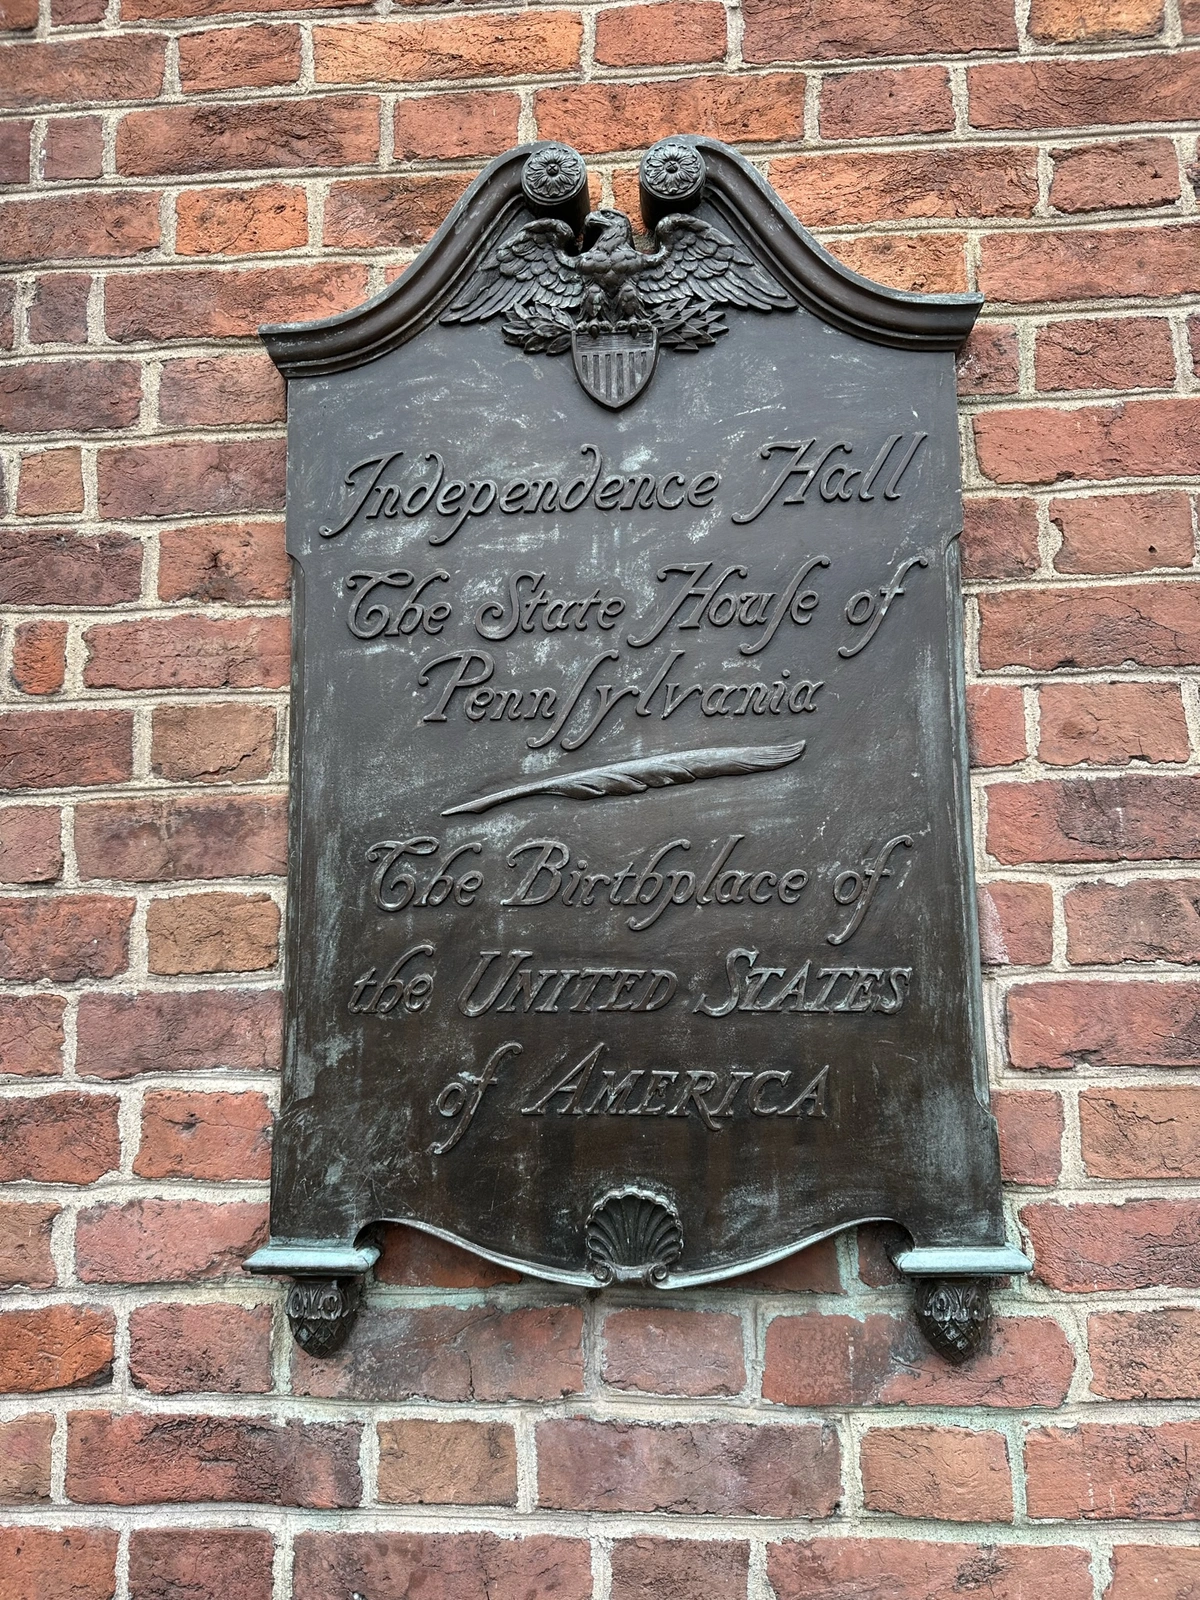 Independence Hall
The State Houſe of
Pennſylvania
The Birthplace of
the UNITED STATES
of AMERICA